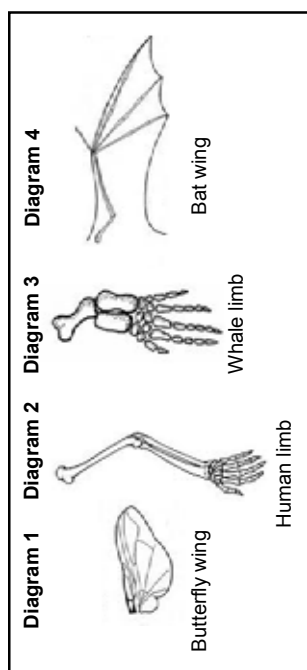 Diagram 1
Butterfly wing
Diagram 2
Human limb
Diagram 3
Whale limb
Diagram 4
Bat wing